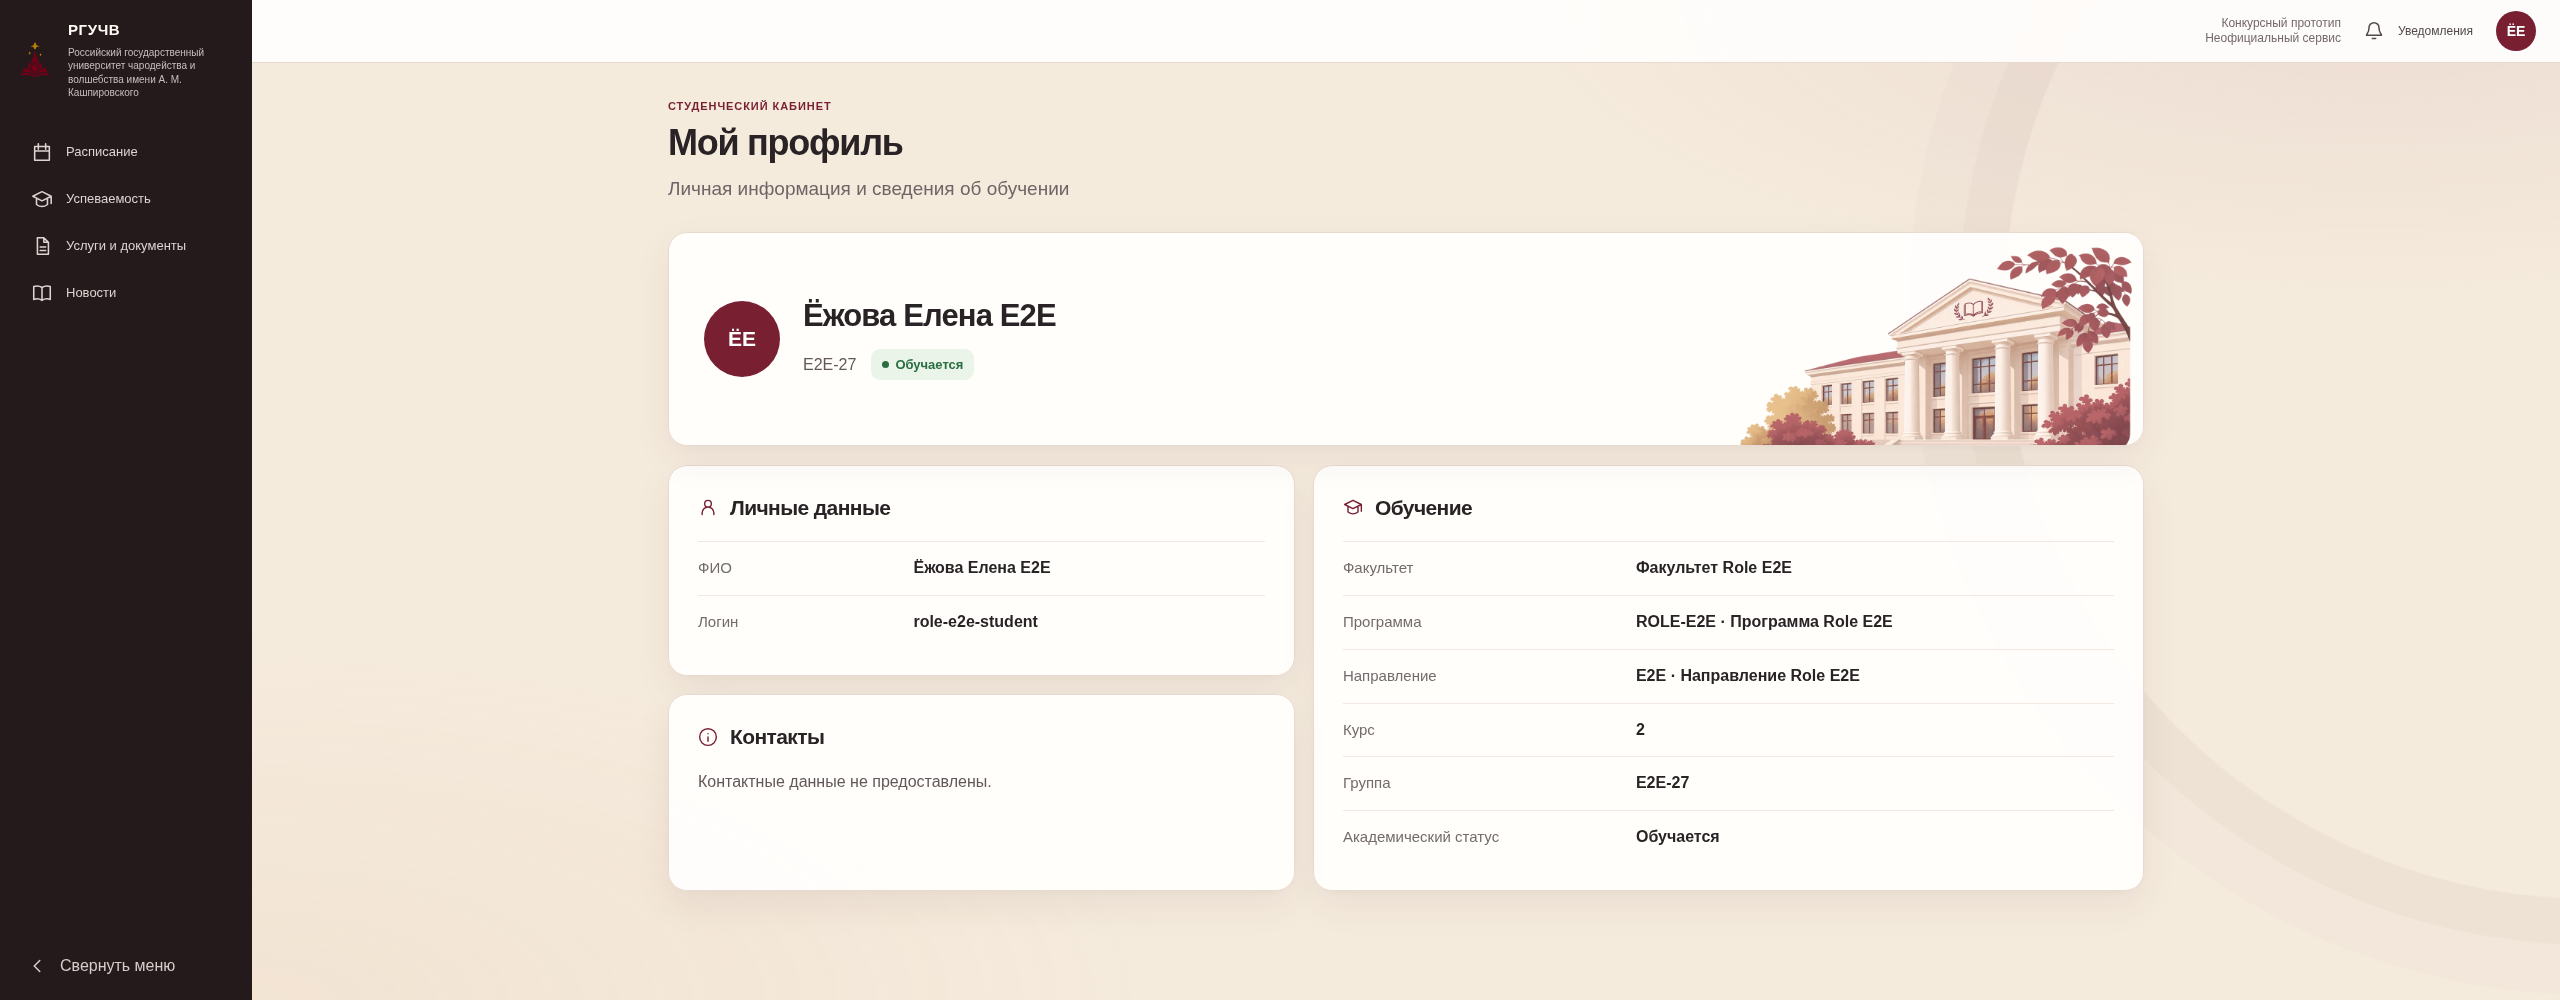 РГУЧВ
Российский государственный
университет чародейства и
волшебства имени А. М.
Кашпировского
Расписание
Успеваемость
Услуги и документы
Новости
Свернуть меню
Конкурсный прототип
Неофициальный сервис
Уведомления
ЁЕ
СТУДЕНЧЕСКИЙ КАБИНЕТ
Мой профиль
Личная информация и сведения об обучении
ЁЕ
Ёжова Елена E2E
E2E-27
Обучается
Личные данные
ФИО Ёжова Елена E2E
Логин role-e2e-student
Контакты
Контактные данные не предоставлены.
Обучение
Факультет Факультет Role E2E
Программа ROLE-E2E · Программа Role E2E
Направление E2E · Направление Role E2E
Курс 2
Группа E2E-27
Академический статус Обучается